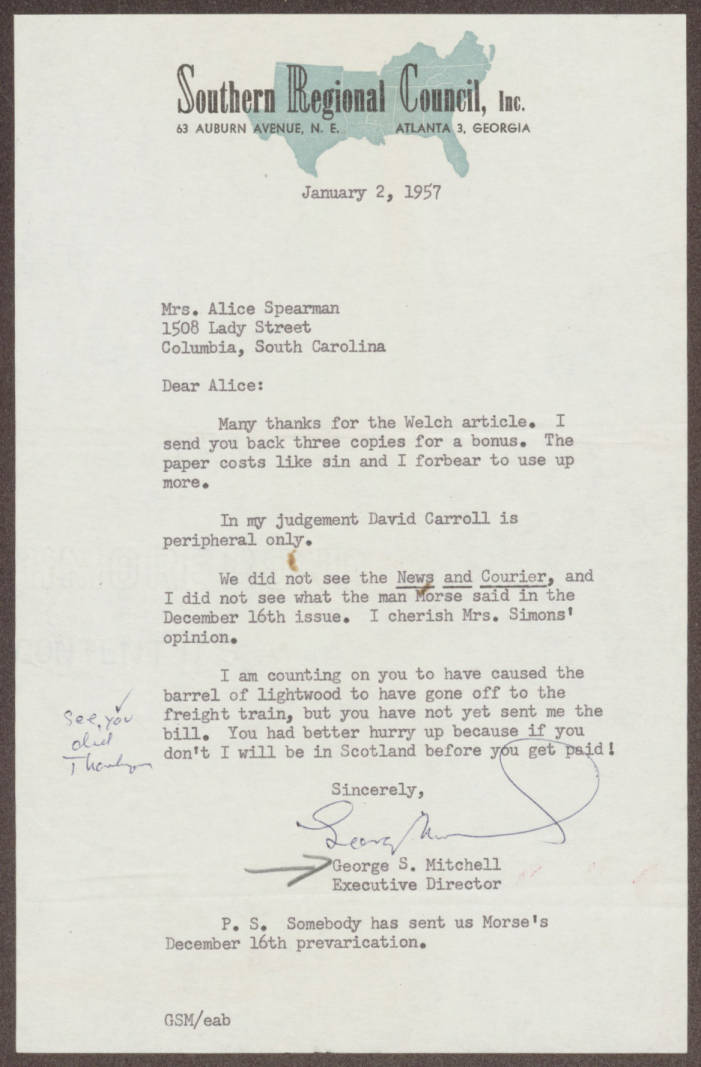 Southern Regional Council, Inc.
63 AUBURN AVENUE, N. E. ATLANTA 3, GEORGIA
January 2, 1957
Mrs. Alice Spearman
1508 Lady Street
Columbia, South Carolina
Dear Alice:
Many thanks for the Welch article. I
send you back three copies for a bonus. The
paper costs like sin and I forbear to use up
more.
In my judgement David Carroll is
peripheral only.
We did not see the News and Courier, and
I did not see what the man Morse said in the
December 16th issue. I cherish Mrs. Simons'
opinion.
I am counting on you to have caused the
barrel of lightwood to have gone off to the
freight train, but you have not yet sent me the
bill. You had better hurry up because if you
don't I will be in Scotland before you get paid!
See, you
did
Sincerely,
George
George S. Mitchell
Executive Director
P. S. Somebody has sent us Morse's
December 16th prevarication.
GSM/eab